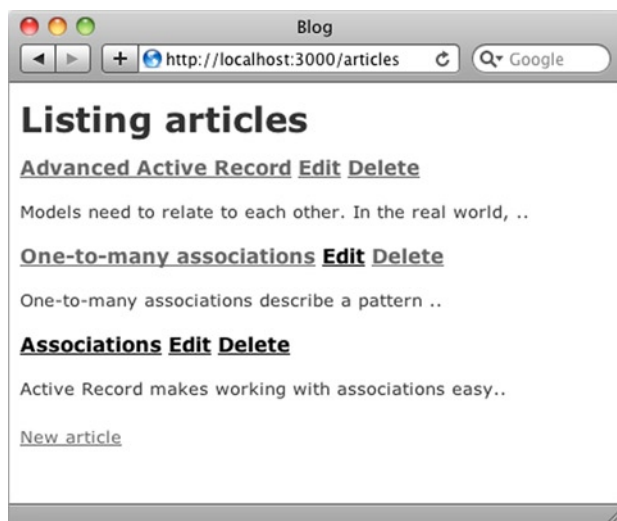 Blog
http://localhost:3000/articles
Google
Listing articles
Advanced Active Record Edit Delete
Models need to relate to each other. In the real world, ..
One-to-many associations Edit Delete
One-to-many associations describe a pattern ..
Associations Edit Delete
Active Record makes working with associations easy..
New article